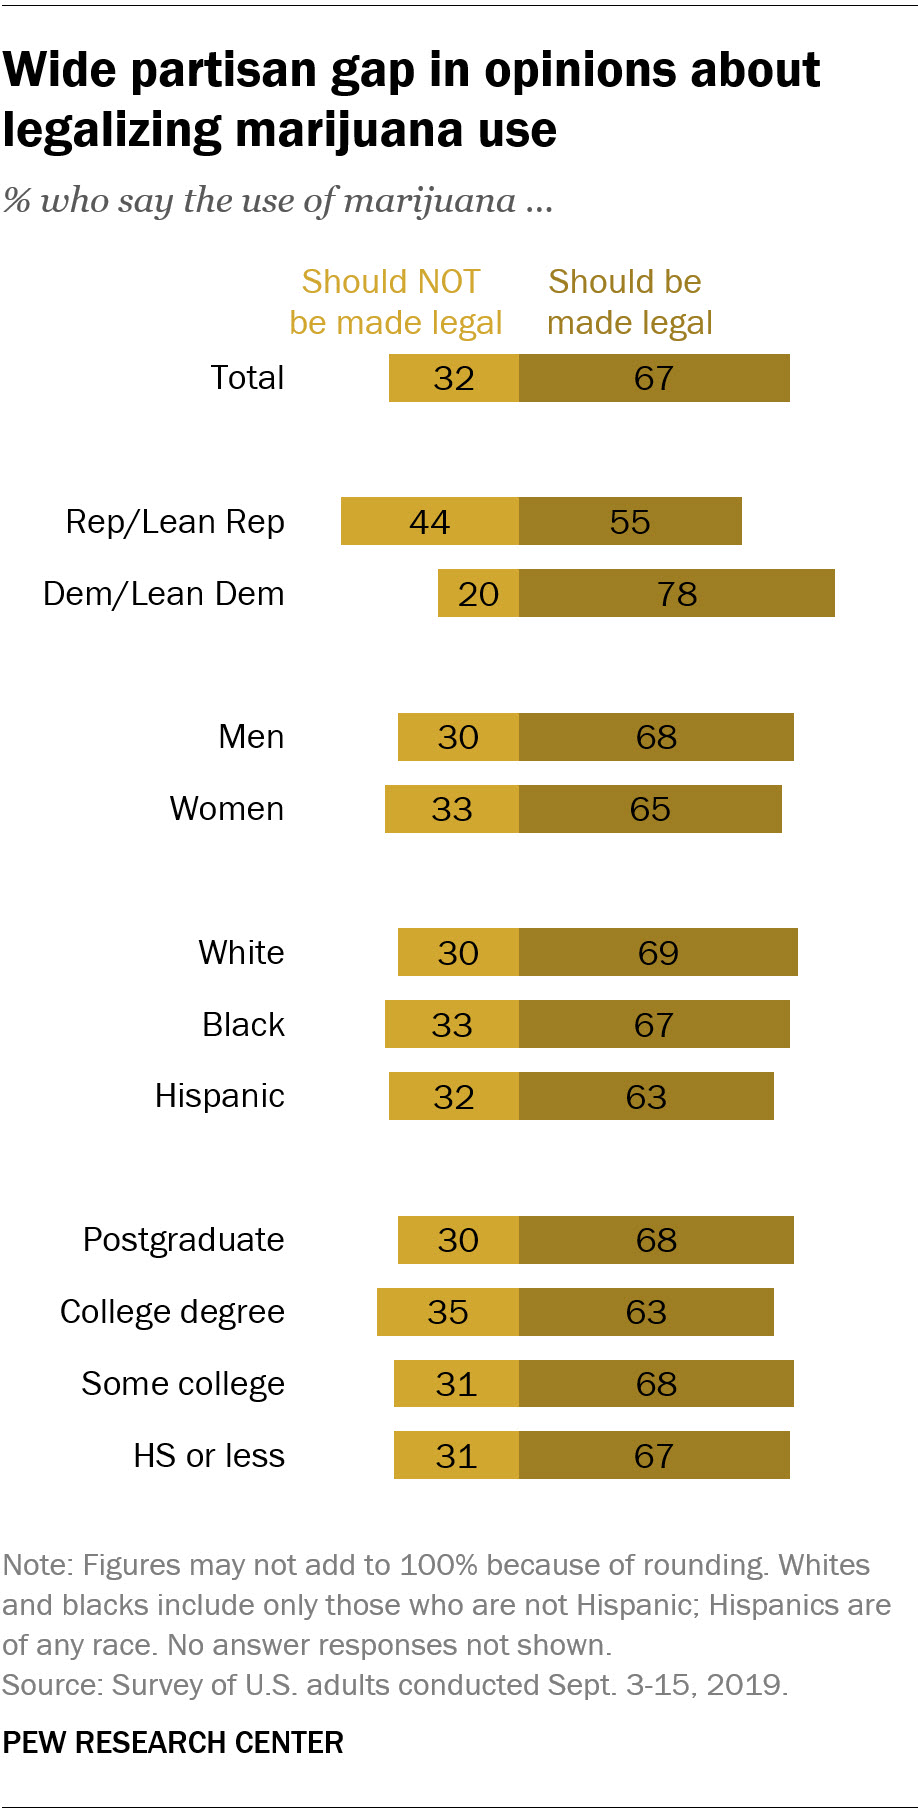 Wide partisan gap in opinions about
legalizing marijuana use
% who say the use of marijuana ...
Should NOT
be made legal
Should be
made legal
Total 32 67
Rep/Lean Rep 44 55
Dem/Lean Dem 20 78
Men 30 68
Women 33 65
White 30 69
Black 33 67
Hispanic 32 63
Postgraduate 30 68
College degree 35 63
Some college 31 68
HS or less 31 67
Note: Figures may not add to 100% because of rounding. Whites
and blacks include only those who are not Hispanic; Hispanics are
of any race. No answer responses not shown.
Source: Survey of U.S. adults conducted Sept. 3-15, 2019.
PEW RESEARCH CENTER